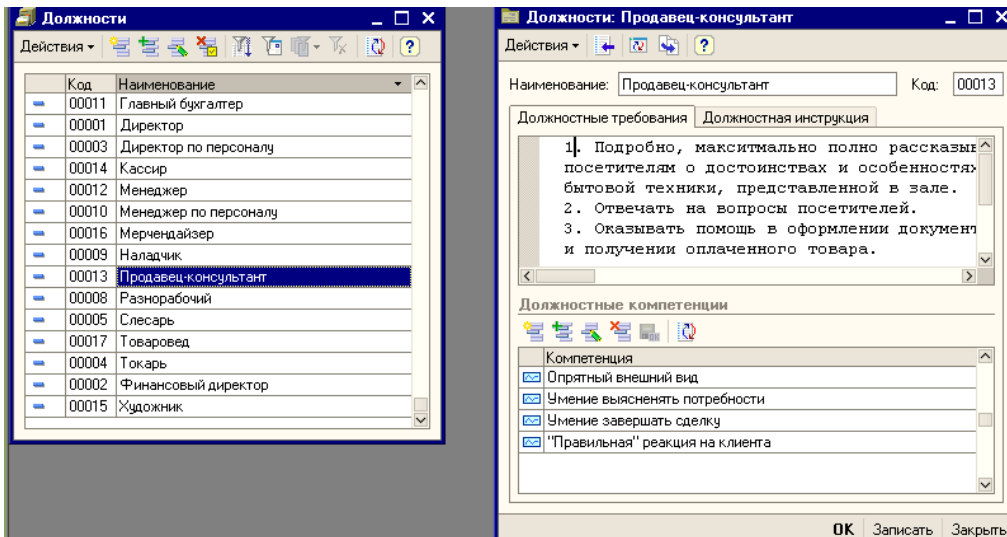 Должности
Действия
Код Наименование
00011 Главный бухгалтер
00001 Директор
00003 Директор по персоналу
00014 Кассир
00012 Менеджер
00010 Менеджер по персоналу
00016 Мерчендайзер
00009 Наладчик
00013 Продавец-консультант
00008 Разнорабочий
00005 Слесарь
00017 Товаровед
00004 Токарь
00002 Финансовый директор
00015 Художник
Должности: Продавец-консультант
Действия
Наименование: Продавец-консультант Код: 00013
Должностные требования Должностная инструкция
1. Подробно, макситмально полно рассказыв
посетителям о достоинствах и особенностях
бытовой техники, представленной в зале.
2. Отвечать на вопросы посетителей.
3. Оказывать помощь в оформлении документ
и получении оплаченного товара.
Должностные компетенции
Компетенция
Опрятный внешний вид
Умение выясненять потребности
Умение завершать сделку
"Правильная" реакция на клиента
OK Записать Закрыть